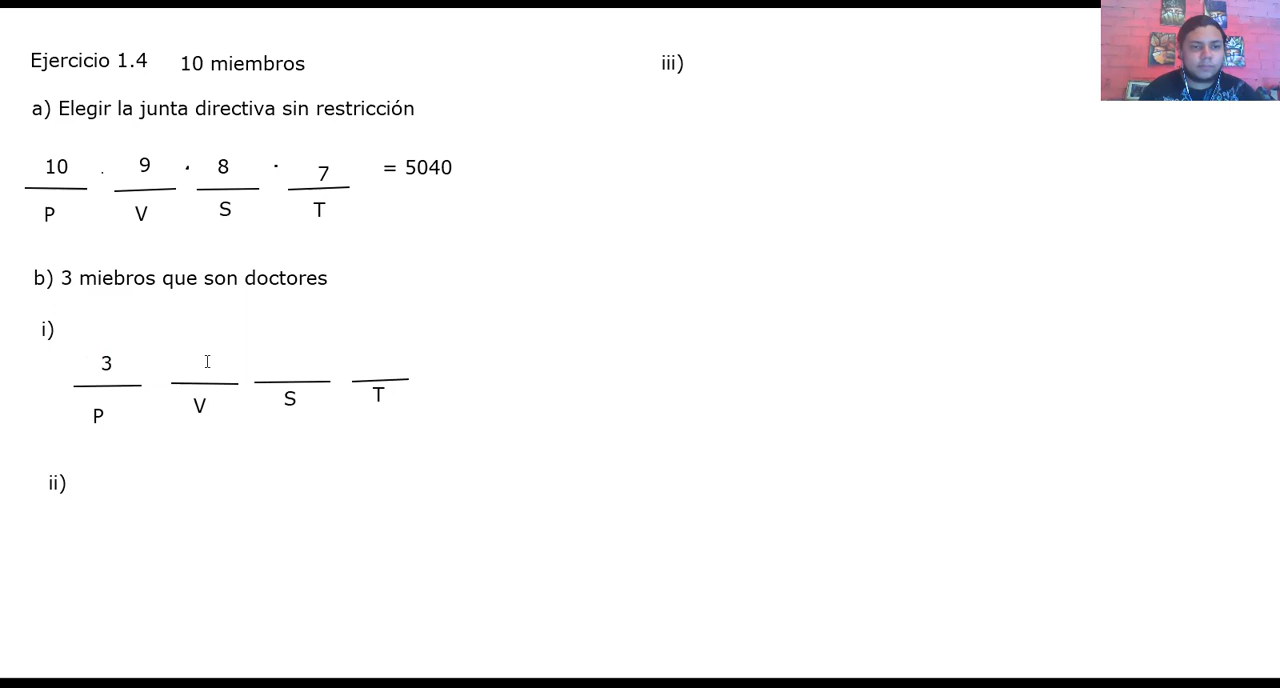 Ejercicio 1.4 10 miembros
a) Elegir la junta directiva sin restricción
10 . 9 . 8 . 7 = 5040
P V S T
b) 3 miebros que son doctores
i)
3
P V S T
ii)
iii)